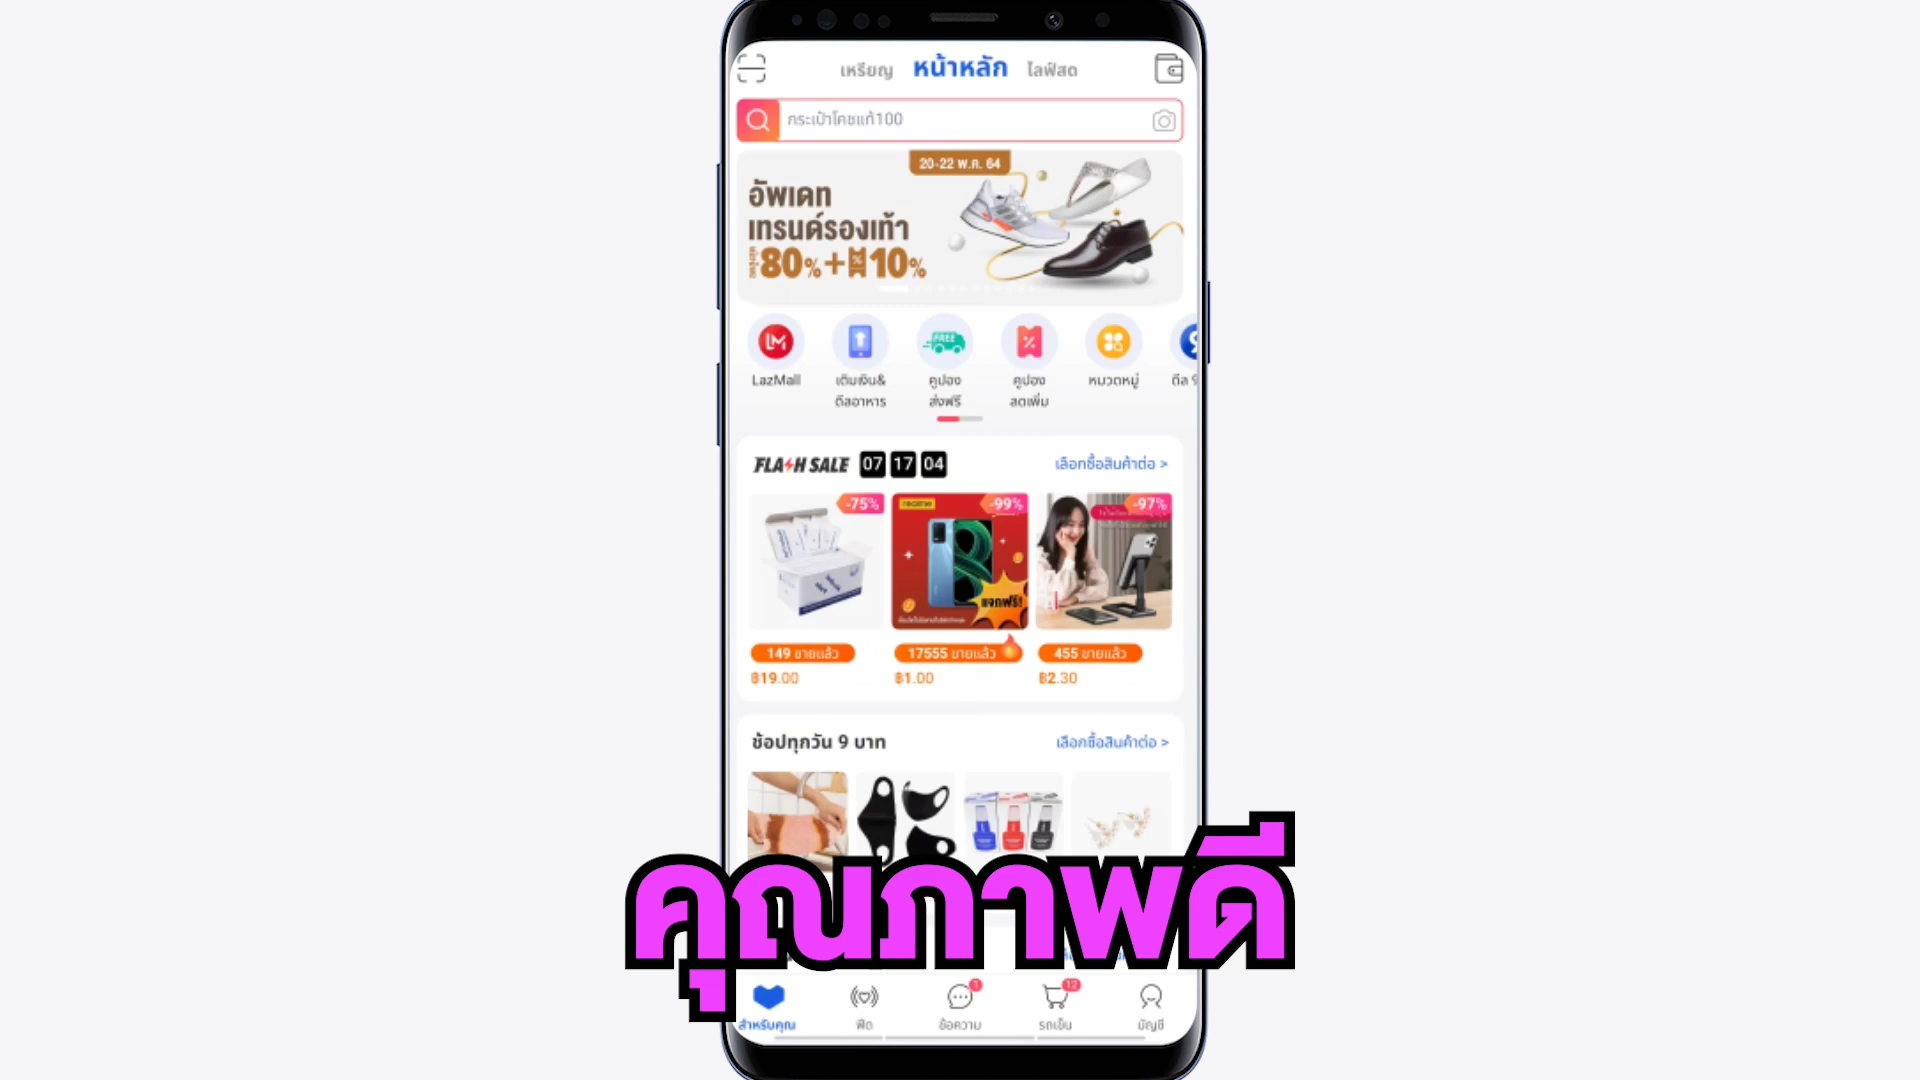 เหรียญ หน้าหลัก ไลฟ์สด
กระเป๋าโคชแท้100
20-22 พ.ค. 64
อัพเดท
เทรนด์รองเท้า
80% + 10%
LM
FREE
LazMall
เติมเงิน&
ดีลอาหาร
คูปอง
ส่งฟรี
คูปอง
ลดเพิ่ม
หมวดหมู่
ดีล 9
FLASH SALE 07 17 04 เลือกซื้อสินค้าต่อ >
-75% realme -99% -97%
แจกฟรี!
149 ขายแล้ว 17555 ขายแล้ว 455 ขายแล้ว
฿19.00 ฿1.00 ฿2.30
ช้อปทุกวัน 9 บาท เลือกซื้อสินค้าต่อ >
คุณภาพดี
1 12
สำหรับคุณ ฟีด ข้อความ รถเข็น บัญชี